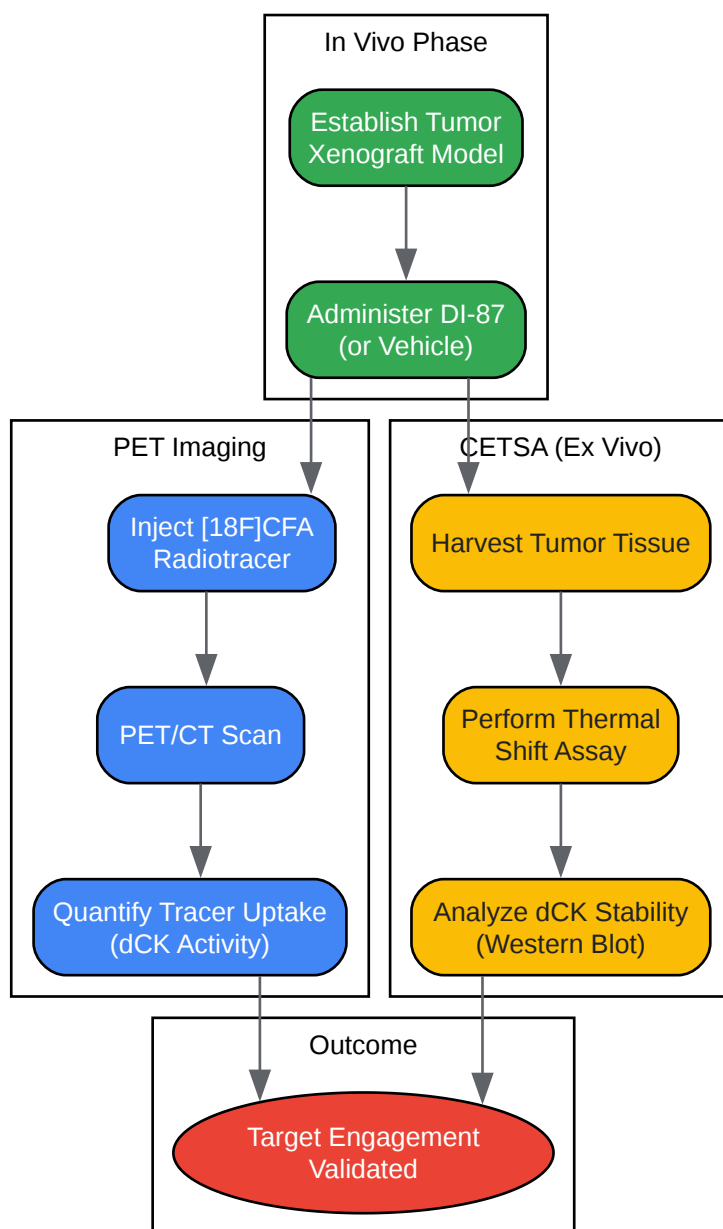 In Vivo Phase
Establish Tumor
Xenograft Model
Administer DI-87
(or Vehicle)
PET Imaging
Inject [18F]CFA
Radiotracer
PET/CT Scan
Quantify Tracer Uptake
(dCK Activity)
CETSA (Ex Vivo)
Harvest Tumor Tissue
Perform Thermal
Shift Assay
Analyze dCK Stability
(Western Blot)
Outcome
Target Engagement
Validated